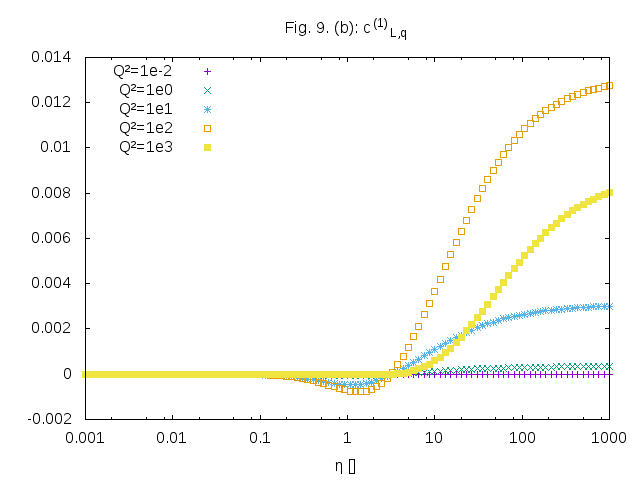 Fig. 9. (b): c⁽¹⁾L,q
0.014
0.012
0.01
0.008
0.006
0.004
0.002
0
-0.002
Q²=1e-2
Q²=1e0
Q²=1e1
Q²=1e2
Q²=1e3
0.001 0.01 0.1 1 10 100 1000
η []